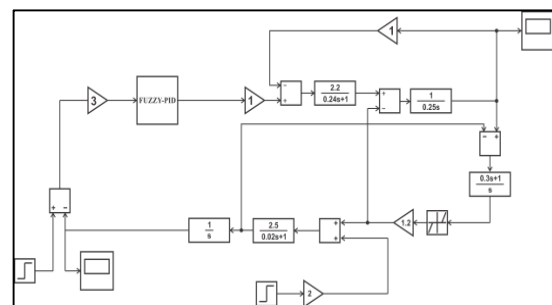 1
-
+
2.2
0.24s+1
+
-
1
0.25s
3
FUZZY-PID
1
- +
0.3s+1
s
+ -
1
s
2.5
0.02s+1
+
+
1.2
2